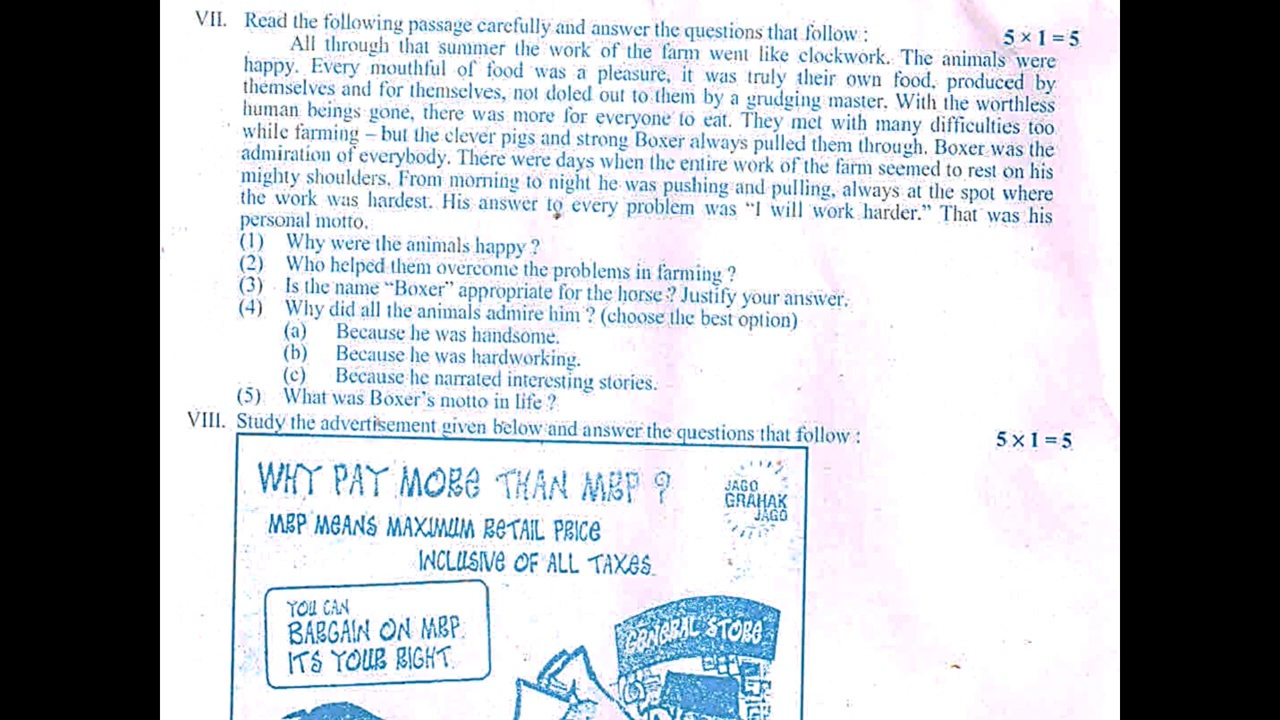 VII. Read the following passage carefully and answer the questions that follow : 5 × 1 = 5
All through that summer the work of the farm went like clockwork. The animals were
happy. Every mouthful of food was a pleasure, it was truly their own food, produced by
themselves and for themselves, not doled out to them by a grudging master. With the worthless
human beings gone, there was more for everyone to eat. They met with many difficulties too
while farming – but the clever pigs and strong Boxer always pulled them through. Boxer was the
admiration of everybody. There were days when the entire work of the farm seemed to rest on his
mighty shoulders. From morning to night he was pushing and pulling, always at the spot where
the work was hardest. His answer to every problem was “I will work harder.” That was his
personal motto.
(1) Why were the animals happy ?
(2) Who helped them overcome the problems in farming ?
(3) Is the name “Boxer” appropriate for the horse ? Justify your answer.
(4) Why did all the animals admire him ? (choose the best option)
(a) Because he was handsome.
(b) Because he was hardworking.
(c) Because he narrated interesting stories.
(5) What was Boxer’s motto in life ?
VIII. Study the advertisement given below and answer the questions that follow : 5 × 1 = 5
WHY PAY MORE THAN MRP ?
JAGO
GRAHAK
JAGO
MRP MEANS MAXIMUM RETAIL PRICE
INCLUSIVE OF ALL TAXES
YOU CAN
BARGAIN ON MRP.
ITS YOUR RIGHT.
GENERAL STORE